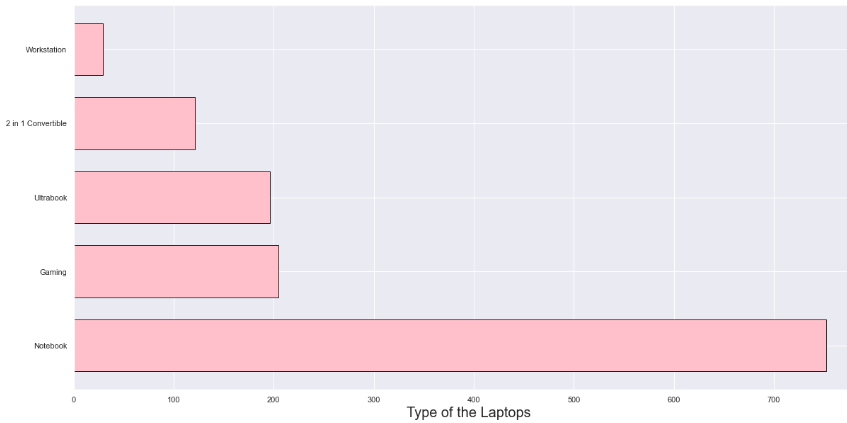 Workstation
2 in 1 Convertible
Ultrabook
Gaming
Notebook
0 100 200 300 400 500 600 700
Type of the Laptops